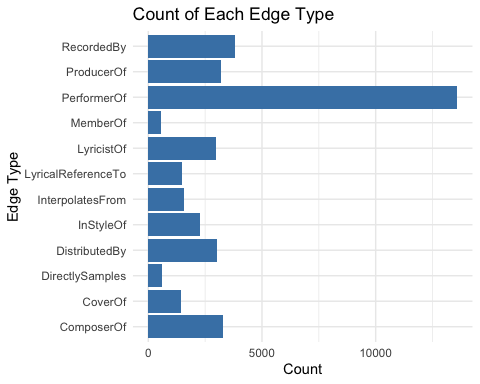 Count of Each Edge Type
RecordedBy
ProducerOf
PerformerOf
MemberOf
LyricistOf
LyricalReferenceTo
InterpolatesFrom
InStyleOf
DistributedBy
DirectlySamples
CoverOf
ComposerOf
Edge Type
0 5000 10000
Count